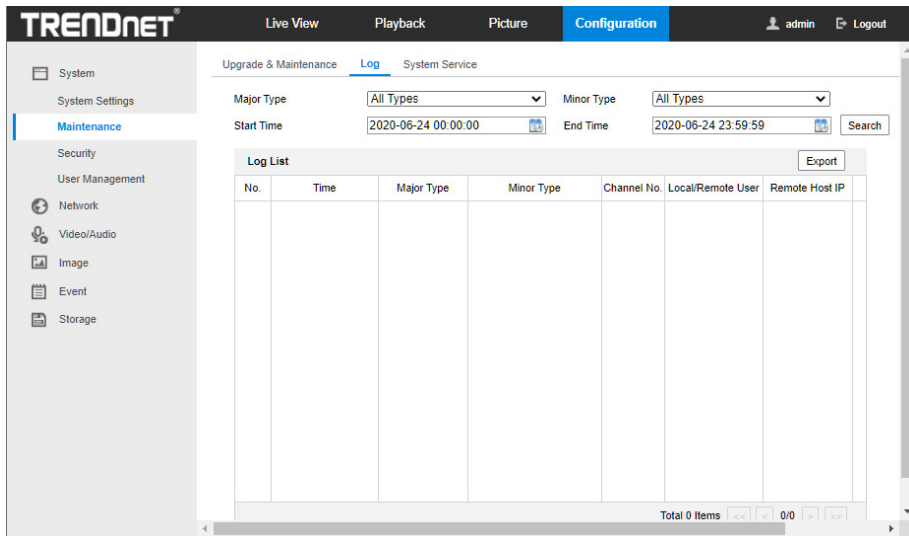 TRENDNET® Live View Playback Picture Configuration admin Logout
System
System Settings
Maintenance
Security
User Management
Network
Video/Audio
Image
Event
Storage
Upgrade & Maintenance Log System Service
Major Type All Types Minor Type All Types
Start Time 2020-06-24 00:00:00 End Time 2020-06-24 23:59:59 Search
Log List Export
No. Time Major Type Minor Type Channel No. Local/Remote User Remote Host IP
Total 0 Items << < 0/0 > >>